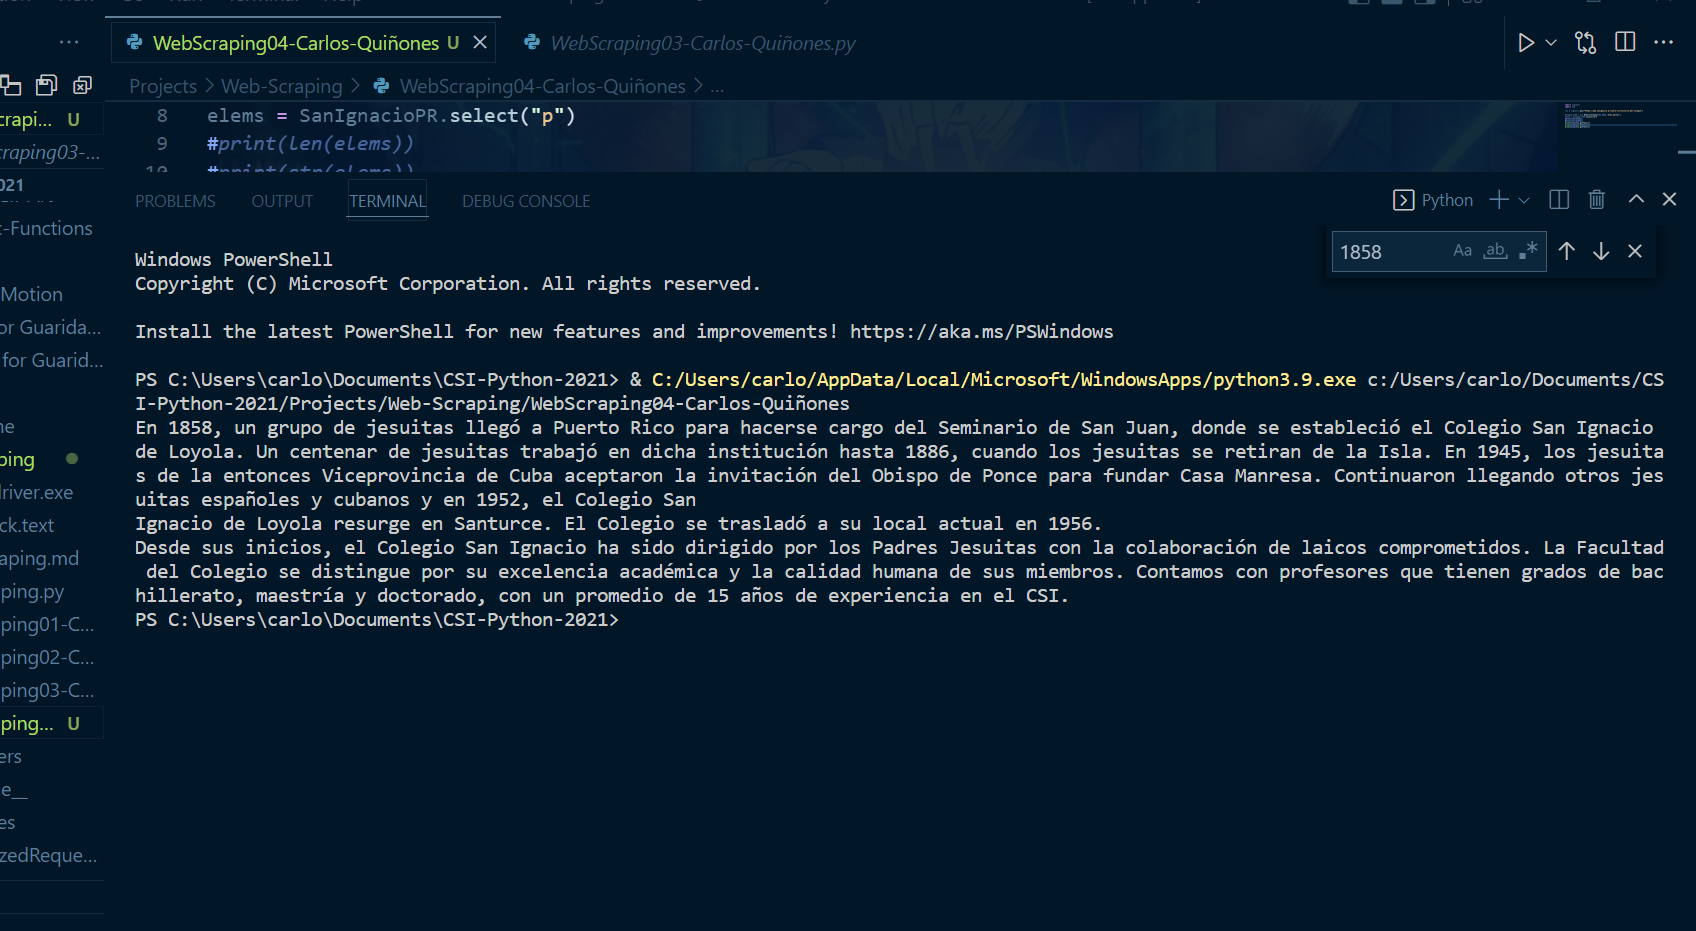 WebScraping04-Carlos-Quiñones U
WebScraping03-Carlos-Quiñones.py
Projects > Web-Scraping > WebScraping04-Carlos-Quiñones > ...
8 elems = SanIgnacioPR.select("p")
9 #print(len(elems))
10 #print(str(elems))
PROBLEMS OUTPUT TERMINAL DEBUG CONSOLE
Python
1858 Aa ab
Windows PowerShell
Copyright (C) Microsoft Corporation. All rights reserved.
Install the latest PowerShell for new features and improvements! https://aka.ms/PSWindows
PS C:\Users\carlo\Documents\CSI-Python-2021> & C:/Users/carlo/AppData/Local/Microsoft/WindowsApps/python3.9.exe c:/Users/carlo/Documents/CS
I-Python-2021/Projects/Web-Scraping/WebScraping04-Carlos-Quiñones
En 1858, un grupo de jesuitas llegó a Puerto Rico para hacerse cargo del Seminario de San Juan, donde se estableció el Colegio San Ignacio
de Loyola. Un centenar de jesuitas trabajó en dicha institución hasta 1886, cuando los jesuitas se retiran de la Isla. En 1945, los jesuita
s de la entonces Viceprovincia de Cuba aceptaron la invitación del Obispo de Ponce para fundar Casa Manresa. Continuaron llegando otros jes
uitas españoles y cubanos y en 1952, el Colegio San
Ignacio de Loyola resurge en Santurce. El Colegio se trasladó a su local actual en 1956.
Desde sus inicios, el Colegio San Ignacio ha sido dirigido por los Padres Jesuitas con la colaboración de laicos comprometidos. La Facultad
del Colegio se distingue por su excelencia académica y la calidad humana de sus miembros. Contamos con profesores que tienen grados de bac
hillerato, maestría y doctorado, con un promedio de 15 años de experiencia en el CSI.
PS C:\Users\carlo\Documents\CSI-Python-2021>
crapi... U
craping03-...
021
-Functions
Motion
or Guarida...
for Guarid...
ne
ping
driver.exe
ck.text
aping.md
ping.py
ping01-C...
ping02-C...
ping03-C...
ping... U
ers
e__
es
zedReque...